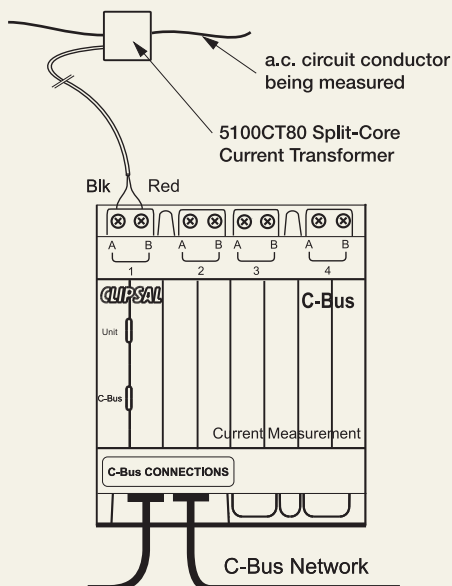 a.c. circuit conductor
being measured
5100CT80 Split-Core
Current Transformer
Blk Red
A B A B A B A B
1 2 3 4
CLIPSAL C-Bus
Unit
C-Bus
Current Measurement
C-Bus CONNECTIONS
C-Bus Network